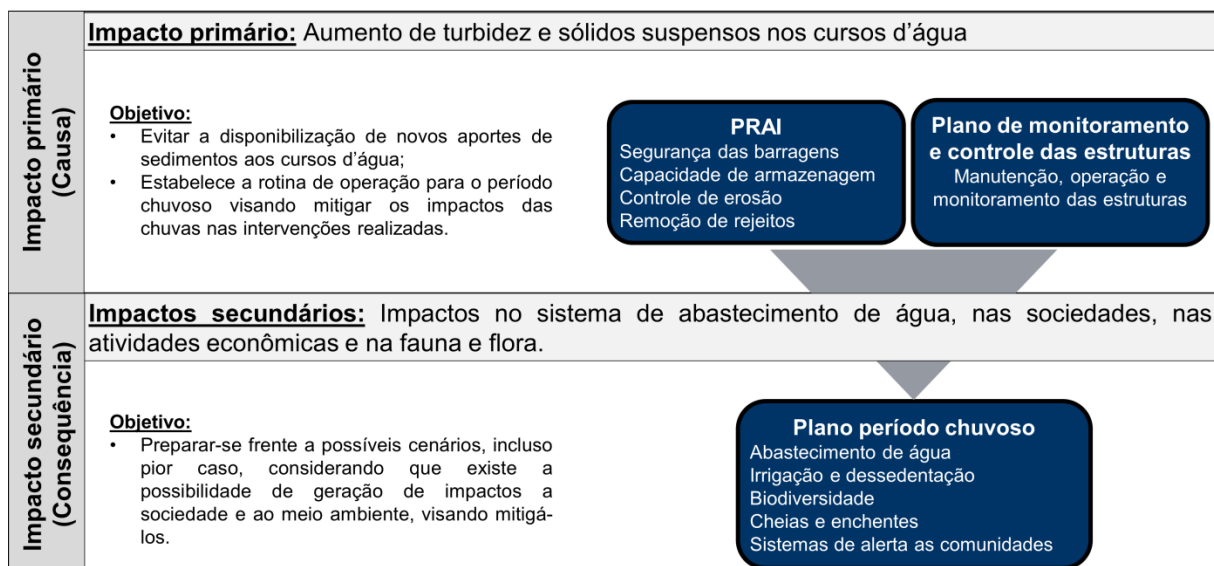 Impacto primário
(Causa)
Impacto primário: Aumento de turbidez e sólidos suspensos nos cursos d’água
Objetivo:
• Evitar a disponibilização de novos aportes de
sedimentos aos cursos d’água;
• Estabelece a rotina de operação para o período
chuvoso visando mitigar os impactos das
chuvas nas intervenções realizadas.
PRAI
Segurança das barragens
Capacidade de armazenagem
Controle de erosão
Remoção de rejeitos
Plano de monitoramento
e controle das estruturas
Manutenção, operação e
monitoramento das estruturas
Impacto secundário
(Consequência)
Impactos secundários: Impactos no sistema de abastecimento de água, nas sociedades, nas
atividades econômicas e na fauna e flora.
Objetivo:
• Preparar-se frente a possíveis cenários, incluso
pior caso, considerando que existe a
possibilidade de geração de impactos a
sociedade e ao meio ambiente, visando mitigá-
los.
Plano período chuvoso
Abastecimento de água
Irrigação e dessedentação
Biodiversidade
Cheias e enchentes
Sistemas de alerta as comunidades